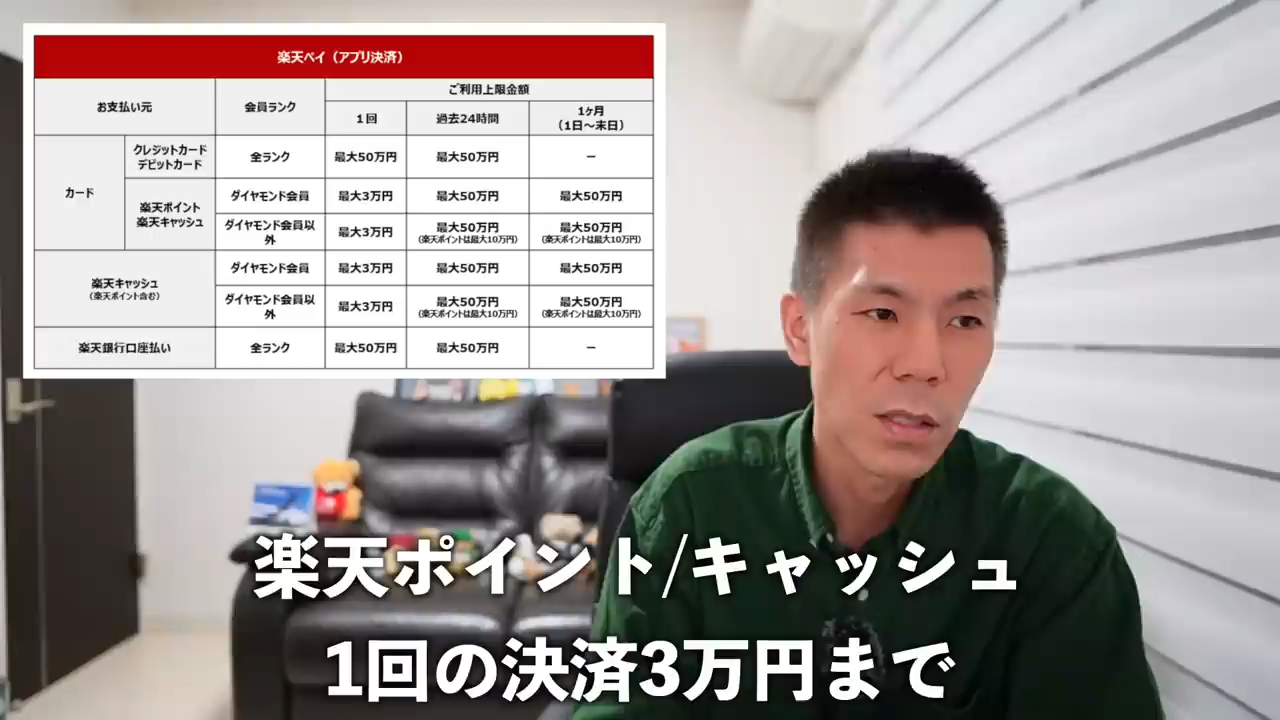 楽天ペイ（アプリ決済）
お支払い元
会員ランク
ご利用上限金額
1回
過去24時間
1ヶ月
（1日～末日）
カード
クレジットカード
デビットカード
全ランク
最大50万円
最大50万円
－
楽天ポイント
楽天キャッシュ
ダイヤモンド会員
最大3万円
最大50万円
最大50万円
ダイヤモンド会員以
外
最大3万円
最大50万円
（楽天ポイントは最大10万円）
最大50万円
（楽天ポイントは最大10万円）
楽天キャッシュ
（楽天ポイント含む）
ダイヤモンド会員
最大3万円
最大50万円
最大50万円
ダイヤモンド会員以
外
最大3万円
最大50万円
（楽天ポイントは最大10万円）
最大50万円
（楽天ポイントは最大10万円）
楽天銀行口座払い
全ランク
最大50万円
最大50万円
－
楽天ポイント/キャッシュ
1回の決済3万円まで